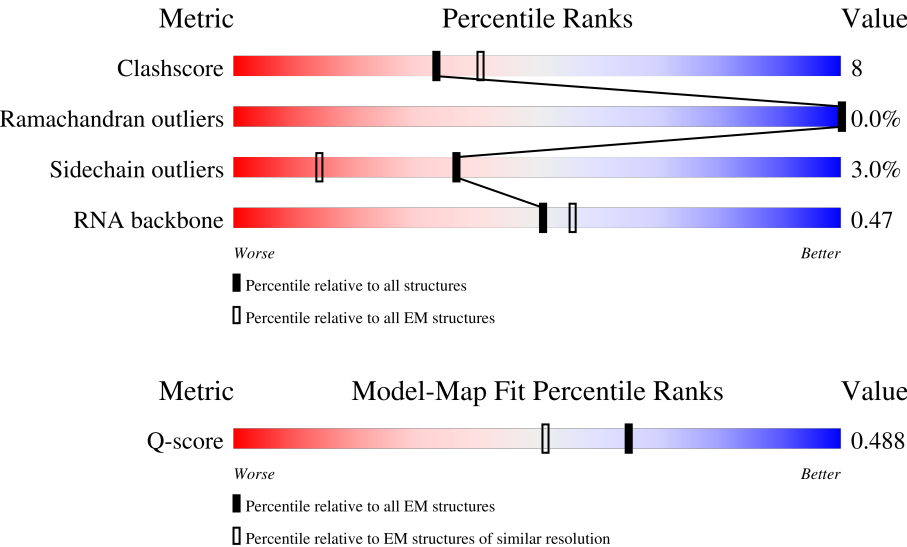 Metric Percentile Ranks Value
Clashscore 8
Ramachandran outliers 0.0%
Sidechain outliers 3.0%
RNA backbone 0.47
Worse Better
Percentile relative to all structures
Percentile relative to all EM structures
Metric Model-Map Fit Percentile Ranks Value
Q-score 0.488
Worse Better
Percentile relative to all EM structures
Percentile relative to EM structures of similar resolution